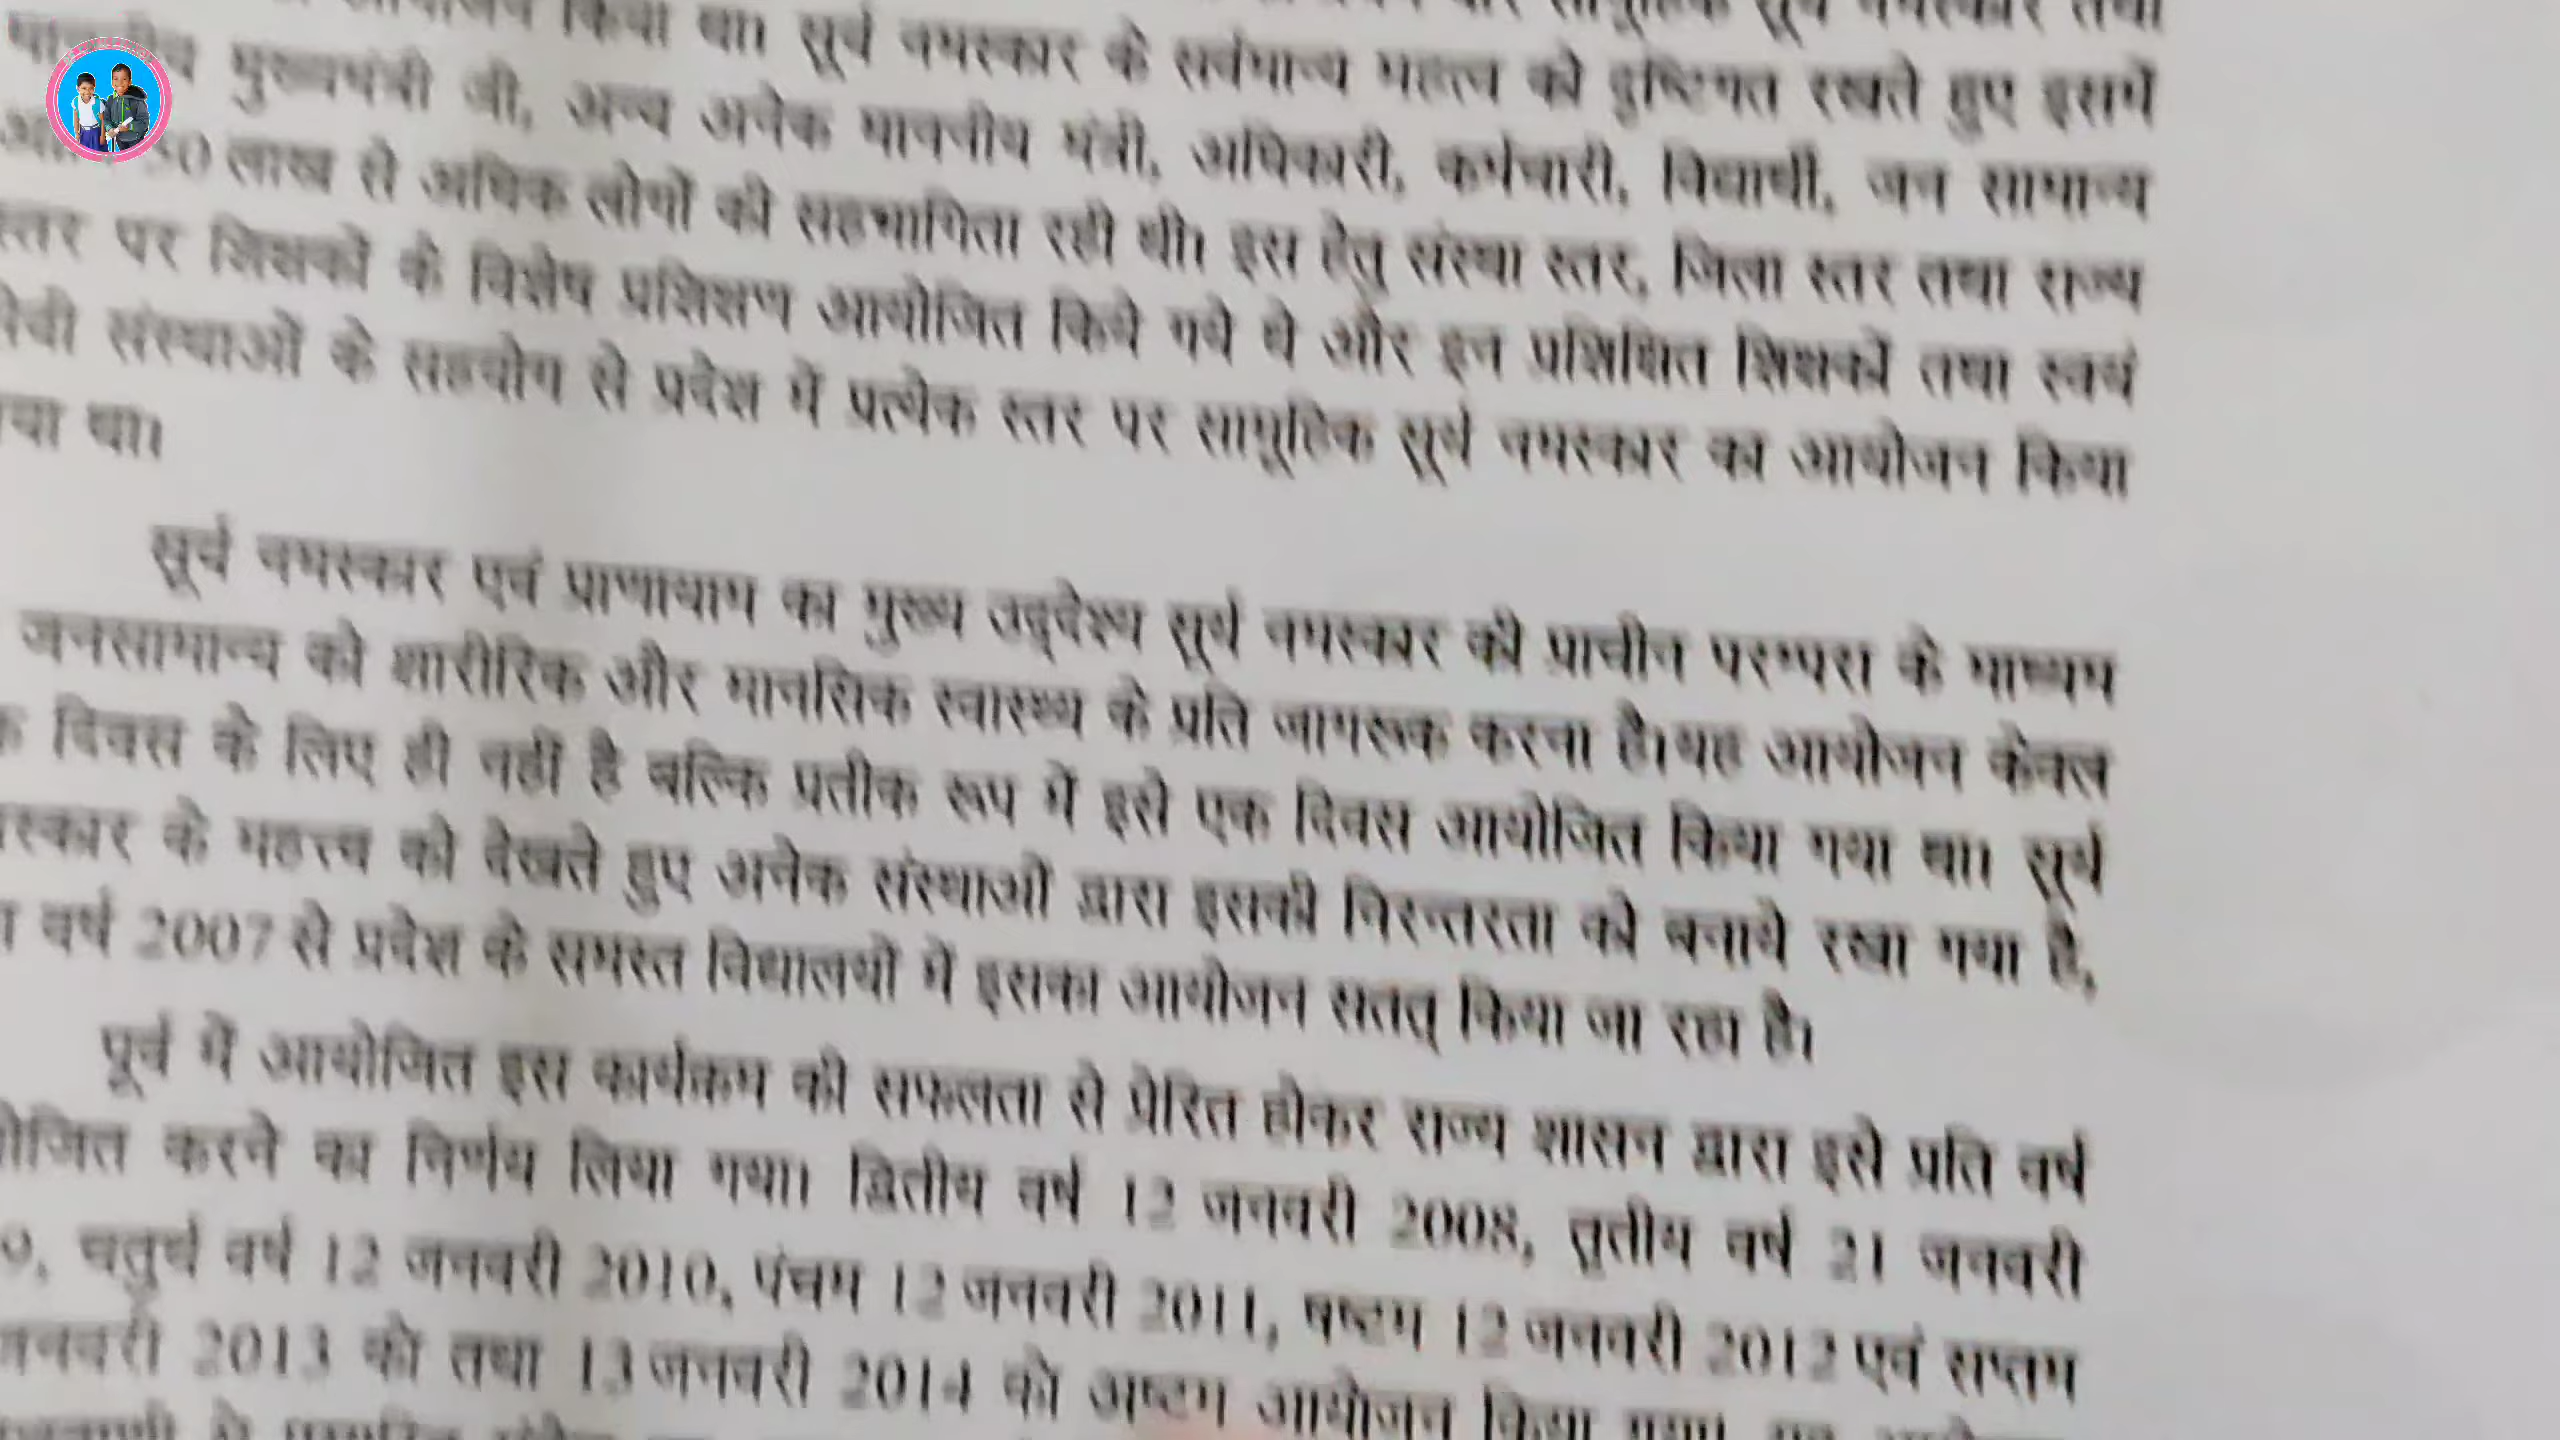 किया था। सूर्य नमस्कार के सर्वमान्य महत्त्व को दृष्टिगत रखते हुए इसमें
मुख्यमंत्री जी, अन्य अनेक माननीय मंत्री, अधिकारी, कर्मचारी, विद्यार्थी, जन सामान्य
50 लाख से अधिक लोगों की सहभागिता रही थी। इस हेतु संस्था स्तर, जिला स्तर तथा राज्य
स्तर पर शिक्षकों के विशेष प्रशिक्षण आयोजित किये गये थे और इन प्रशिक्षित शिक्षकों तथा स्वयं
सेवी संस्थाओं के सहयोग से प्रदेश में प्रत्येक स्तर पर सामूहिक सूर्य नमस्कार का आयोजन किया
गया था।
सूर्य नमस्कार एवं प्राणायाम का मुख्य उद्देश्य सूर्य नमस्कार की प्राचीन परम्परा के माध्यम
जनसामान्य को शारीरिक और मानसिक स्वास्थ्य के प्रति जागरूक करना है।यह आयोजन केवल
दिवस के लिए ही नहीं है बल्कि प्रतीक रूप में इसे एक दिवस आयोजित किया गया था। सूर्य
मस्कार के महत्त्व को देखते हुए अनेक संस्थाओं द्वारा इसकी निरन्तरता को बनाये रखा गया है,
वर्ष 2007 से प्रदेश के समस्त विद्यालयों में इसका आयोजन सतत् किया जा रहा है।
पूर्व में आयोजित इस कार्यक्रम की सफलता से प्रेरित होकर राज्य शासन द्वारा इसे प्रति वर्ष
योजित करने का निर्णय लिया गया। द्वितीय वर्ष 12 जनवरी 2008, तृतीय वर्ष 21 जनवरी
9, चतुर्थ वर्ष 12 जनवरी 2010, पंचम 12 जनवरी 2011, षष्टम 12 जनवरी 2012 एवं सप्तम
जनवरी 2013 को तथा 13 जनवरी 2014 को अष्टम आयोजन किया गया।